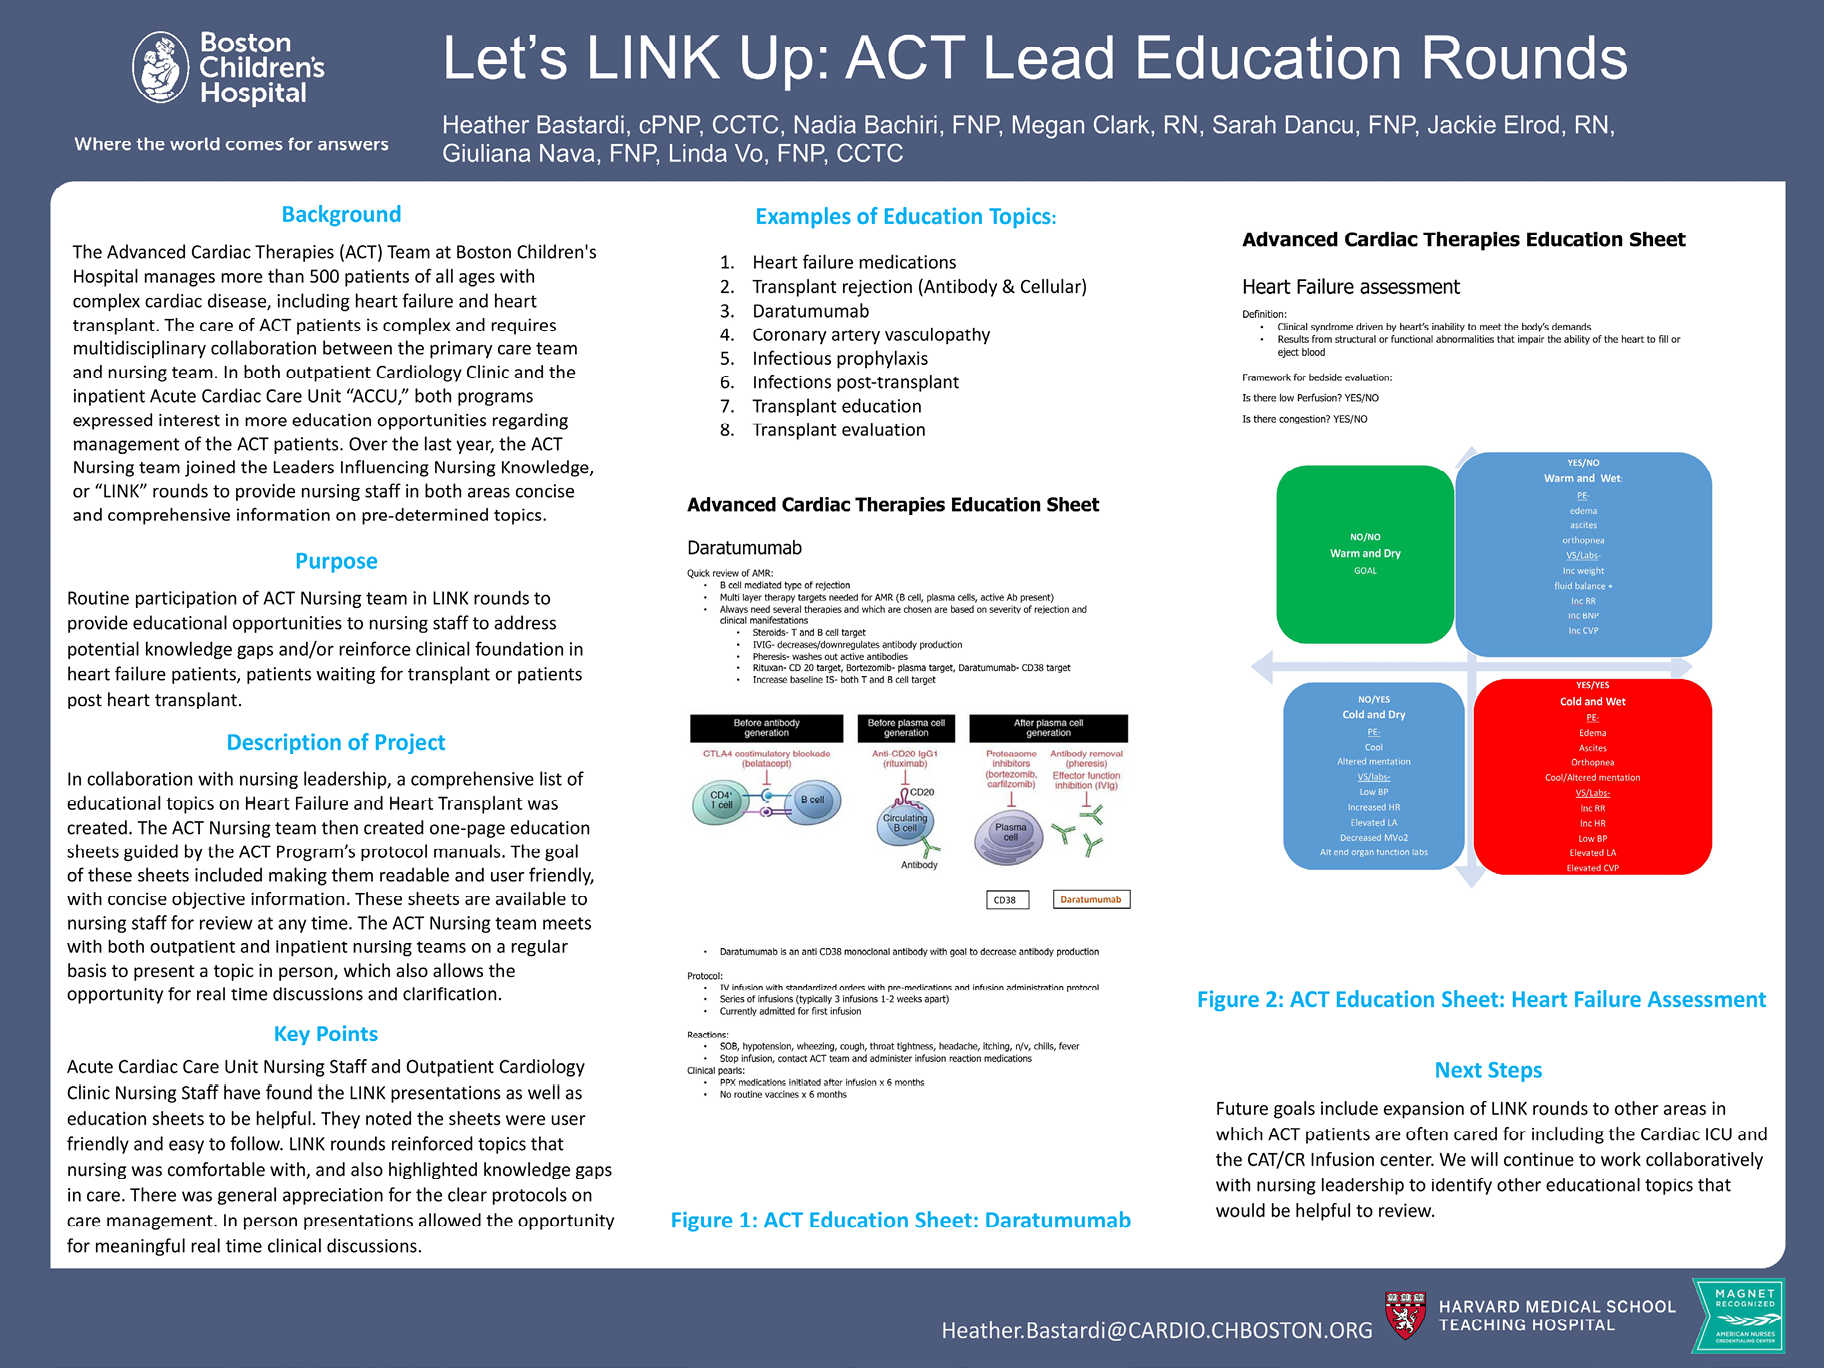 Boston
Children's
Hospital
Where the world comes for answers
Let's LINK Up: ACT Lead Education Rounds
Heather Bastardi, cPNP, CCTC, Nadia Bachiri, FNP, Megan Clark, RN, Sarah Dancu, FNP, Jackie Elrod, RN,
Giuliana Nava, FNP, Linda Vo, FNP, CCTC
Background
The Advanced Cardiac Therapies (ACT) Team at Boston Children's
Hospital manages more than 500 patients of all ages with
complex cardiac disease, including heart failure and heart
transplant. The care of ACT patients is complex and requires
multidisciplinary collaboration between the primary care team
and nursing team. In both outpatient Cardiology Clinic and the
inpatient Acute Cardiac Care Unit “ACCU,” both programs
expressed interest in more education opportunities regarding
management of the ACT patients. Over the last year, the ACT
Nursing team joined the Leaders Influencing Nursing Knowledge,
or “LINK” rounds to provide nursing staff in both areas concise
and comprehensive information on pre-determined topics.
Purpose
Routine participation of ACT Nursing team in LINK rounds to
provide educational opportunities to nursing staff to address
potential knowledge gaps and/or reinforce clinical foundation in
heart failure patients, patients waiting for transplant or patients
post heart transplant.
Description of Project
In collaboration with nursing leadership, a comprehensive list of
educational topics on Heart Failure and Heart Transplant was
created. The ACT Nursing team then created one-page education
sheets guided by the ACT Program's protocol manuals. The goal
of these sheets included making them readable and user friendly,
with concise objective information. These sheets are available to
nursing staff for review at any time. The ACT Nursing team meets
with both outpatient and inpatient nursing teams on a regular
basis to present a topic in person, which also allows the
opportunity for real time discussions and clarification.
Key Points
Acute Cardiac Care Unit Nursing Staff and Outpatient Cardiology
Clinic Nursing Staff have found the LINK presentations as well as
education sheets to be helpful. They noted the sheets were user
friendly and easy to follow. LINK rounds reinforced topics that
nursing was comfortable with, and also highlighted knowledge gaps
in care. There was general appreciation for the clear protocols on
care management. In person presentations allowed the opportunity
for meaningful real time clinical discussions.
Examples of Education Topics:
1. Heart failure medications
2. Transplant rejection (Antibody & Cellular)
3. Daratumumab
4. Coronary artery vasculopathy
5. Infectious prophylaxis
6. Infections post-transplant
7. Transplant education
8. Transplant evaluation
Advanced Cardiac Therapies Education Sheet
Daratumumab
Quick review of AMR:
• B cell mediated type of rejection
• Multi layer therapy targets needed for AMR (B cell, plasma cells, active Ab present)
• Always need several therapies and which are chosen are based on severity of rejection and
clinical manifestations
• Steroids- T and B cell target
• IVIG- decreases/downregulates antibody production
• Pheresis- washes out active antibodies
• Rituxan- CD 20 target, Bortezomib- plasma target, Daratumumab- CD38 target
• Increase baseline IS- both T and B cell target
Before antibody
generation
CTLA4 costimulatory blockade
(belatacept)
CD4+
T cell
B cell
Before plasma cell
generation
Anti-CD20 IgG1
(rituximab)
CD20
Circulating
B cell
Antibody
After plasma cell
generation
Proteasome
inhibitors
(bortezomib,
carfilzomib)
Antibody removal
(pheresis)
Effector function
inhibition (IVIg)
Plasma
cell
CD38
Daratumumab
• Daratumumab is an anti CD38 monoclonal antibody with goal to decrease antibody production
Protocol:
• IV infusion with standardized orders with pre-medications and infusion administration protocol
• Series of infusions (typically 3 infusions 1-2 weeks apart)
• Currently admitted for first infusion
Reactions:
• SOB, hypotension, wheezing, cough, throat tightness, headache, itching, n/v, chills, fever
• Stop infusion, contact ACT team and administer infusion reaction medications
Clinical pearls:
• PPX medications initiated after infusion x 6 months
• No routine vaccines x 6 months
Figure 1: ACT Education Sheet: Daratumumab
Advanced Cardiac Therapies Education Sheet
Heart Failure assessment
Definition:
• Clinical syndrome driven by heart's inability to meet the body's demands
• Results from structural or functional abnormalities that impair the ability of the heart to fill or
eject blood
Framework for bedside evaluation:
Is there low Perfusion? YES/NO
Is there congestion? YES/NO
NO/NO
Warm and Dry
GOAL
YES/NO
Warm and Wet:
PE-
edema
ascites
orthopnea
VS/Labs-
Inc weight
fluid balance +
Inc RR
Inc BNP
Inc CVP
NO/YES
Cold and Dry
PE-
Cool
Altered mentation
VS/labs-
Low BP
Increased HR
Elevated LA
Decreased MVo2
Alt end organ function labs
YES/YES
Cold and Wet
PE-
Edema
Ascites
Orthopnea
Cool/Altered mentation
VS/Labs-
Inc RR
Inc HR
Low BP
Elevated LA
Elevated CVP
Figure 2: ACT Education Sheet: Heart Failure Assessment
Next Steps
Future goals include expansion of LINK rounds to other areas in
which ACT patients are often cared for including the Cardiac ICU and
the CAT/CR Infusion center. We will continue to work collaboratively
with nursing leadership to identify other educational topics that
would be helpful to review.
Heather.Bastardi@CARDIO.CHBOSTON.ORG
HARVARD MEDICAL SCHOOL
TEACHING HOSPITAL
MAGNET
RECOGNIZED
AMERICAN NURSES
CREDENTIALING CENTER